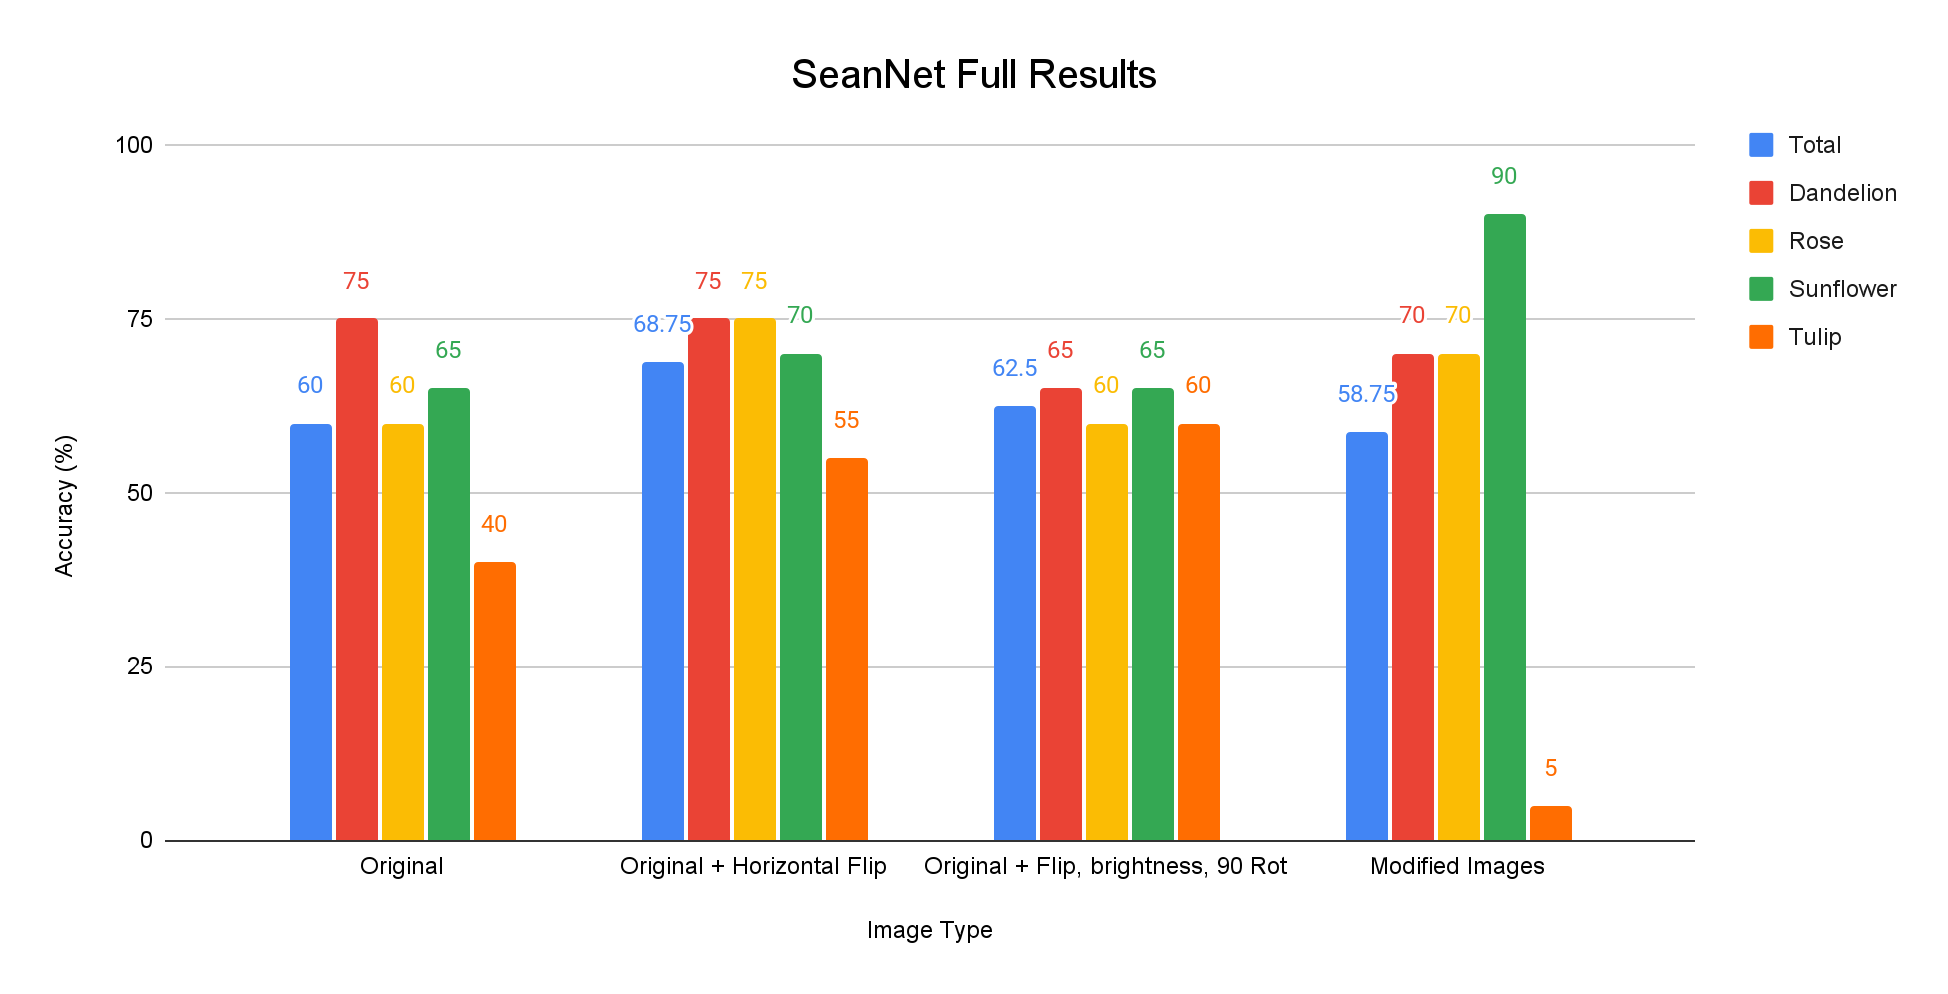 SeanNet Full Results
100
75
50
25
0
Accuracy (%)
60
75
60
65
40
68.75
75
75
70
55
62.5
65
60
65
60
58.75
70
70
90
5
Original
Original + Horizontal Flip
Original + Flip, brightness, 90 Rot
Modified Images
Image Type
Total
Dandelion
Rose
Sunflower
Tulip